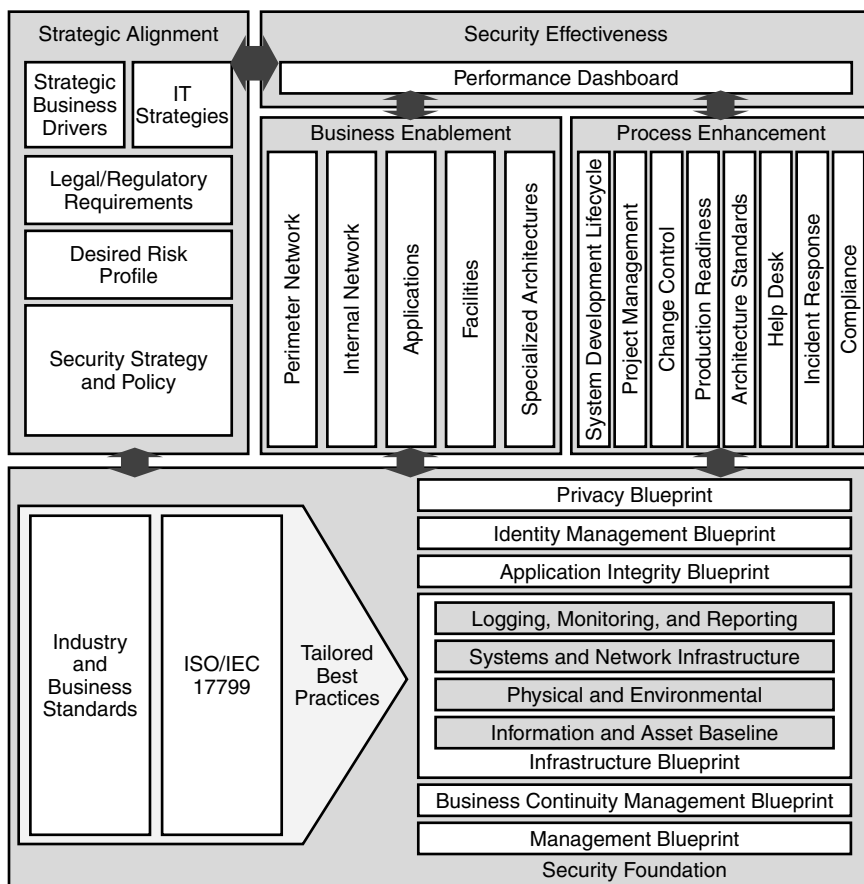 Strategic Alignment
Strategic
Business
Drivers
IT
Strategies
Legal/Regulatory
Requirements
Desired Risk
Profile
Security Strategy
and Policy
Security Effectiveness
Performance Dashboard
Business Enablement
Perimeter Network
Internal Network
Applications
Facilities
Specialized Architectures
Process Enhancement
System Development Lifecycle
Project Management
Change Control
Production Readiness
Architecture Standards
Help Desk
Incident Response
Compliance
Industry
and
Business
Standards
ISO/IEC
17799
Tailored
Best
Practices
Privacy Blueprint
Identity Management Blueprint
Application Integrity Blueprint
Logging, Monitoring, and Reporting
Systems and Network Infrastructure
Physical and Environmental
Information and Asset Baseline
Infrastructure Blueprint
Business Continuity Management Blueprint
Management Blueprint
Security Foundation